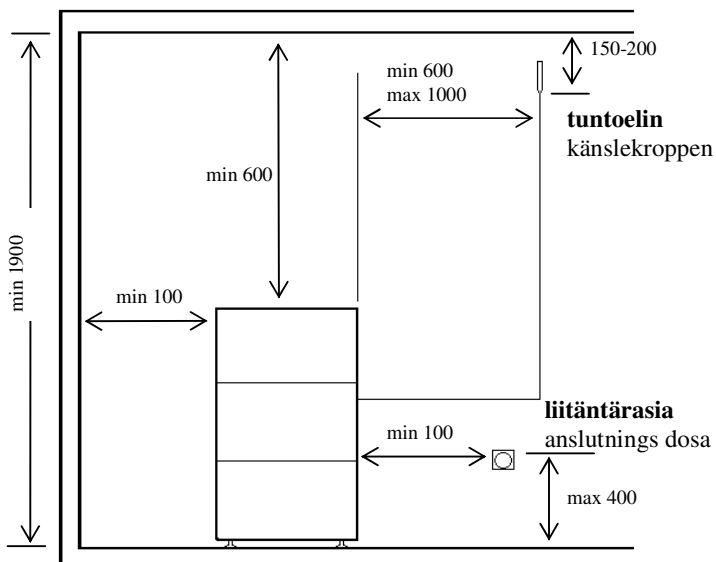 150-200
min 600
max 1000
tuntoelin
känslekroppen
min 600
min 1900
min 100
liitäntärasia
anslutnings dosa
min 100
max 400